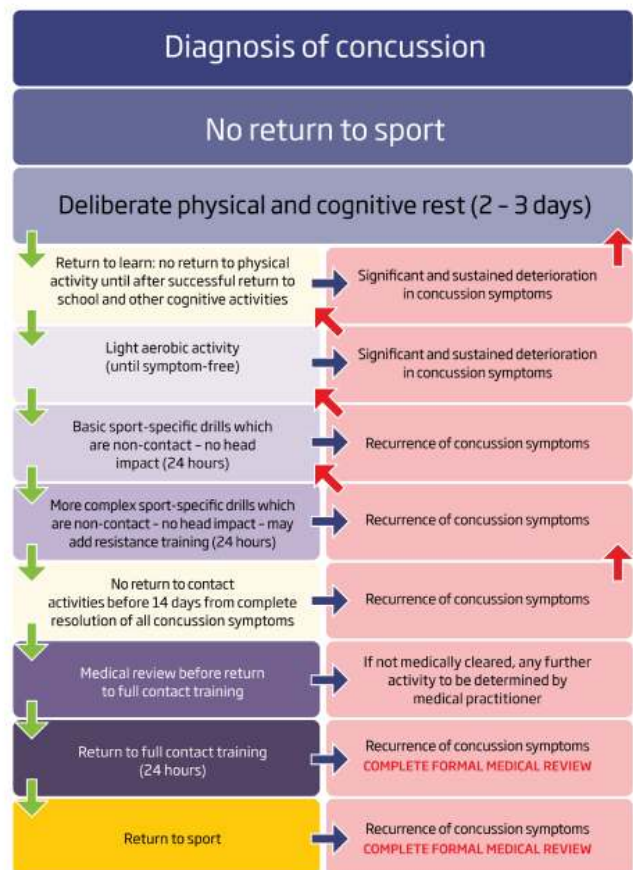 Diagnosis of concussion
No return to sport
Deliberate physical and cognitive rest (2 – 3 days)
Return to learn: no return to physical
activity until after successful return to
school and other cognitive activities
Significant and sustained deterioration
in concussion symptoms
Light aerobic activity
(until symptom-free)
Significant and sustained deterioration
in concussion symptoms
Basic sport-specific drills which
are non-contact – no head
impact (24 hours)
Recurrence of concussion symptoms
More complex sport-specific drills which
are non-contact – no head impact – may
add resistance training (24 hours)
Recurrence of concussion symptoms
No return to contact
activities before 14 days from complete
resolution of all concussion symptoms
Recurrence of concussion symptoms
Medical review before return
to full contact training
If not medically cleared, any further
activity to be determined by
medical practitioner
Return to full contact training
(24 hours)
Recurrence of concussion symptoms
COMPLETE FORMAL MEDICAL REVIEW
Return to sport
Recurrence of concussion symptoms
COMPLETE FORMAL MEDICAL REVIEW